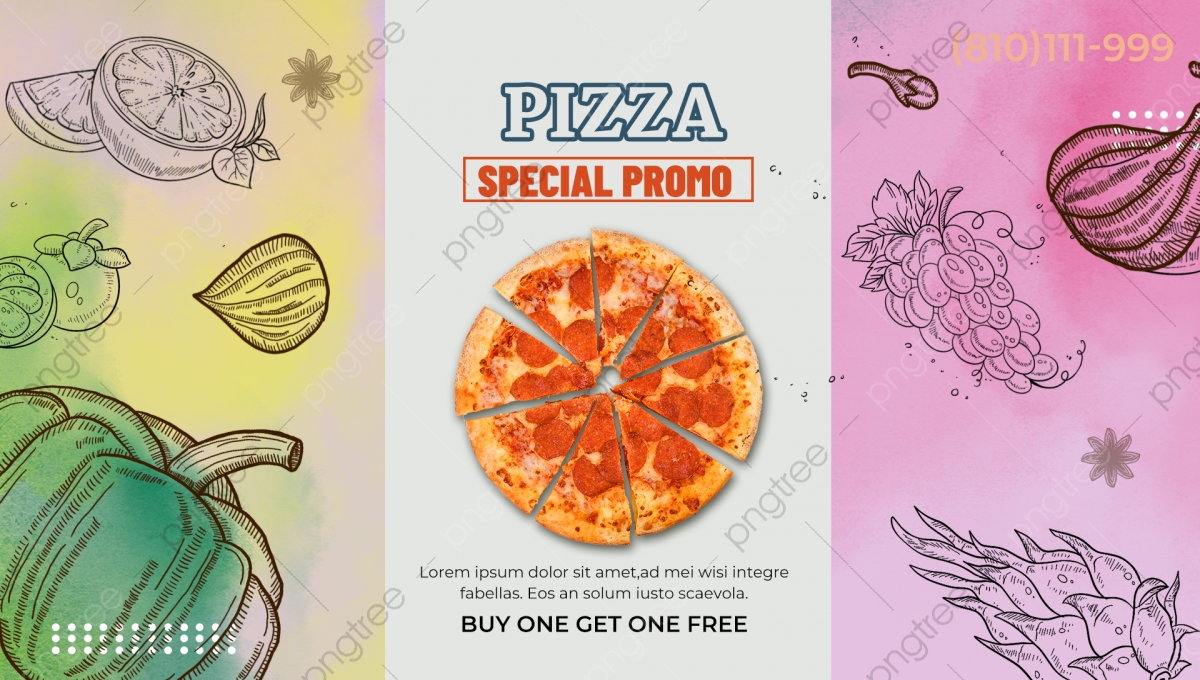 (810)111-999
PIZZA
SPECIAL PROMO
Lorem ipsum dolor sit amet,ad mei wisi integre
fabellas. Eos an solum iusto scaevola.
BUY ONE GET ONE FREE
pngtree